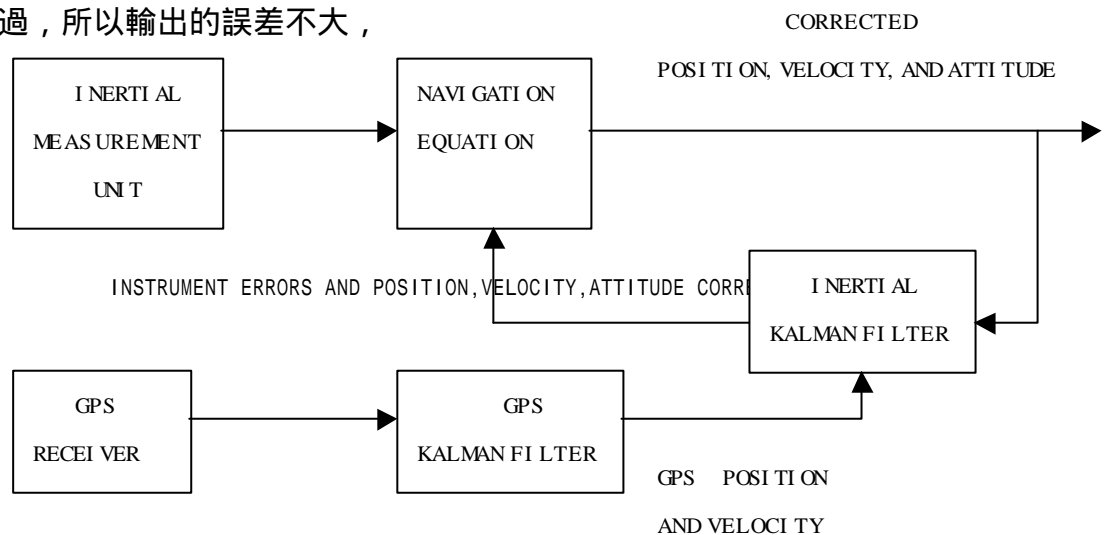 過，所以輸出的誤差不大，
CORRECTED
POSITION, VELOCITY, AND ATTITUDE
INERTIAL
MEASUREMENT
UNIT
NAVIGATION
EQUATION
INSTRUMENT ERRORS AND POSITION,VELOCITY,ATTITUDE CORRE
INERTIAL
KALMAN FILTER
GPS
RECEIVER
GPS
KALMAN FILTER
GPS POSITION
AND VELOCITY